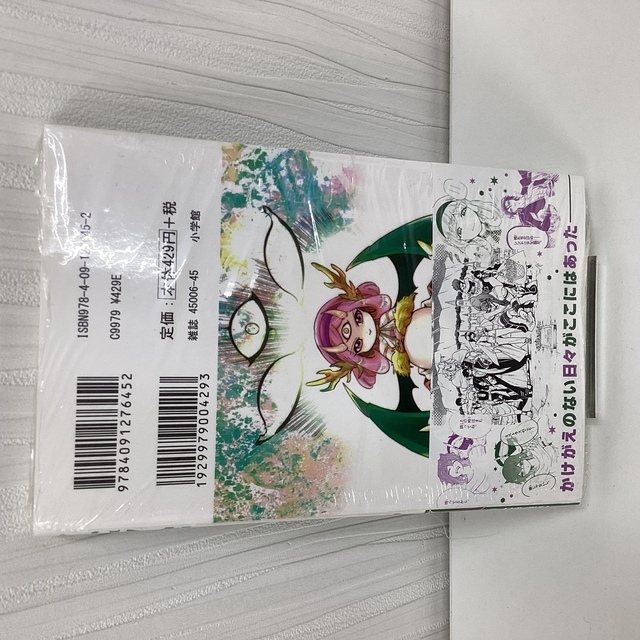 ISBN978-4-09-1
5-2
C9979 ¥429E
定価：本体429円＋税
雑誌 45006-45
小学館
9784091276452
1929979004293
かけがえのない日々がここにはあった